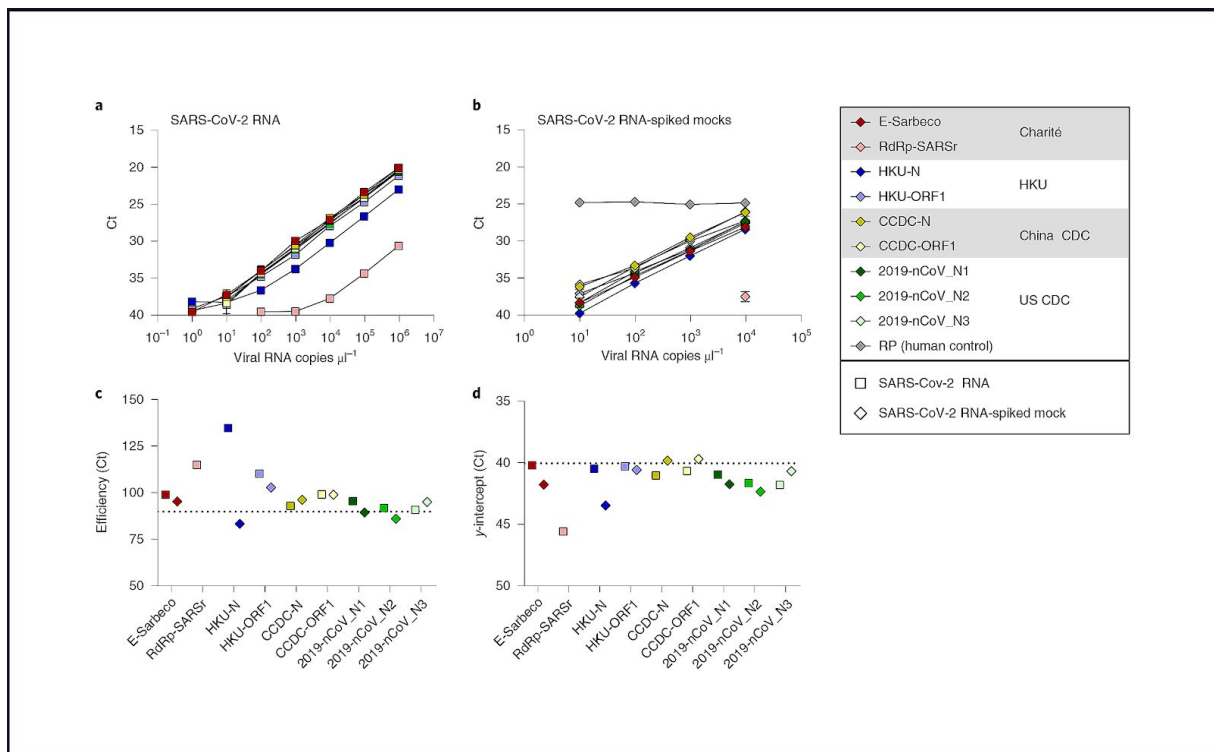 a
SARS-CoV-2 RNA
Ct
15
20
25
30
35
40
10⁻¹ 10⁰ 10¹ 10² 10³ 10⁴ 10⁵ 10⁶ 10⁷
Viral RNA copies µl⁻¹
b
SARS-CoV-2 RNA-spiked mocks
Ct
15
20
25
30
35
40
10⁰ 10¹ 10² 10³ 10⁴ 10⁵
Viral RNA copies µl⁻¹
E-Sarbeco
RdRp-SARSr
Charité
HKU-N
HKU-ORF1
HKU
CCDC-N
CCDC-ORF1
China CDC
2019-nCoV_N1
2019-nCoV_N2
2019-nCoV_N3
US CDC
RP (human control)
SARS-Cov-2 RNA
SARS-CoV-2 RNA-spiked mock
c
Efficiency (Ct)
150
125
100
75
50
E-Sarbeco
RdRp-SARSr
HKU-N
HKU-ORF1
CCDC-N
CCDC-ORF1
2019-nCoV_N1
2019-nCoV_N2
2019-nCoV_N3
d
y-intercept (Ct)
35
40
45
50
E-Sarbeco
RdRp-SARSr
HKU-N
HKU-ORF1
CCDC-N
CCDC-ORF1
2019-nCoV_N1
2019-nCoV_N2
2019-nCoV_N3